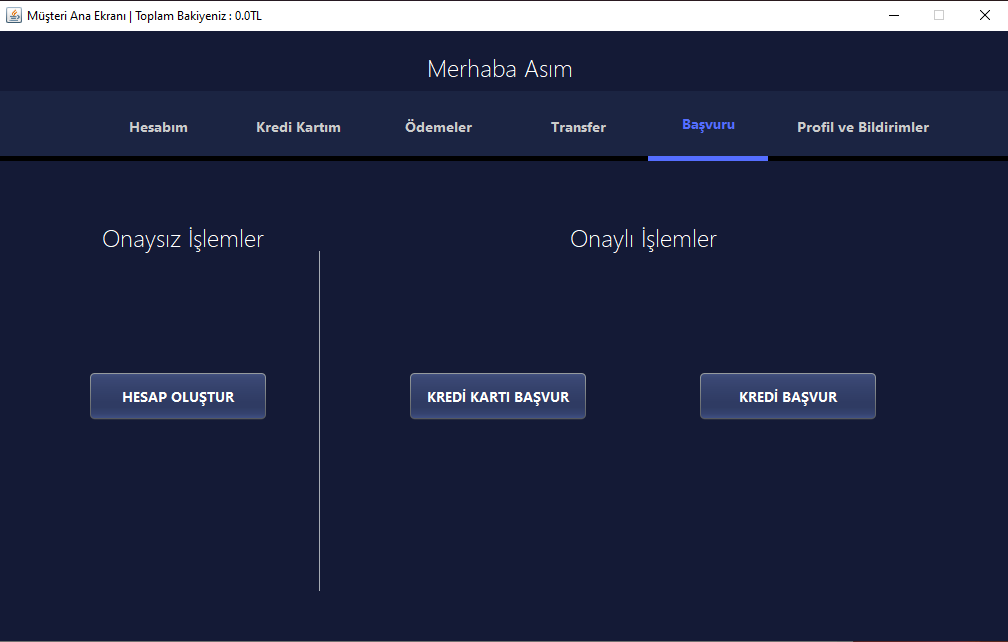 Müşteri Ana Ekranı | Toplam Bakiyeniz : 0.0TL
Merhaba Asım
Hesabım Kredi Kartım Ödemeler Transfer Başvuru Profil ve Bildirimler
Onaysız İşlemler Onaylı İşlemler
HESAP OLUŞTUR KREDİ KARTI BAŞVUR KREDİ BAŞVUR